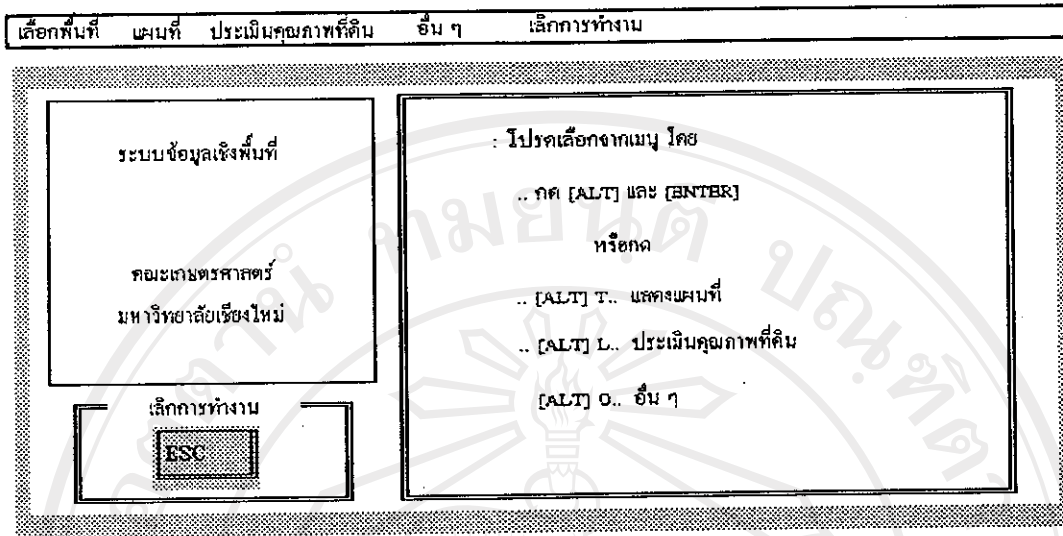 เลือกพื้นที่ แผนที่ ประเมินคุณภาพที่ดิน อื่น ๆ เลิกการทำงาน
ระบบข้อมูลเชิงพื้นที่
คณะเกษตรศาสตร์
มหาวิทยาลัยเชียงใหม่
เลิกการทำงาน
ESC
: โปรดเลือกจากเมนู โดย
.. กด [ALT] และ [ENTER]
หรือกด
.. [ALT] T.. แสดงแผนที่
.. [ALT] L.. ประเมินคุณภาพที่ดิน
[ALT] O.. อื่น ๆ